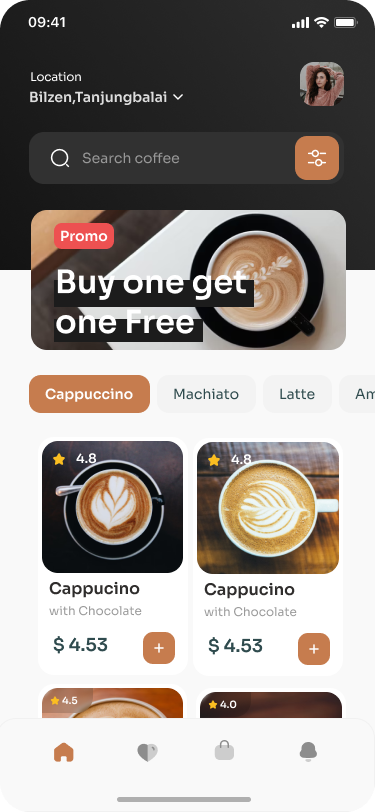 09:41
Location
Bilzen,Tanjungbalai
Search coffee
Promo
Buy one get
one Free
Cappuccino
Machiato
Latte
Am
4.8
4.8
Cappucino
Cappucino
with Chocolate
with Chocolate
$ 4.53
+
$ 4.53
+
4.5
4.0